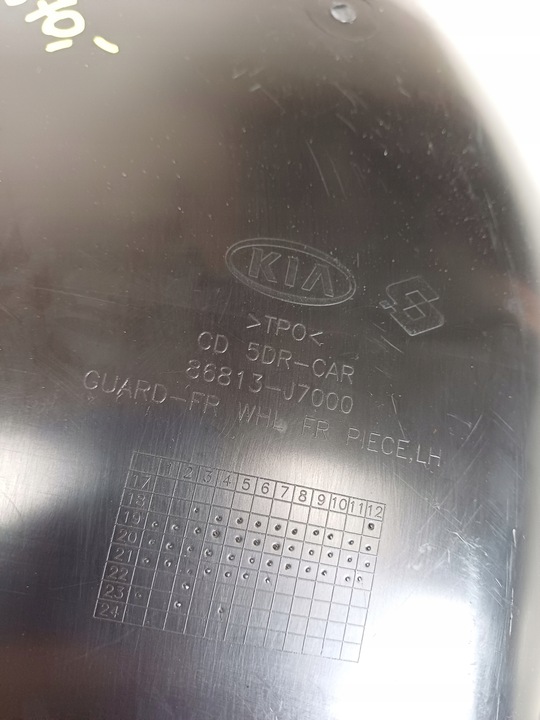 KIA
>TPO<
CD 5DR-CAR
86813-J7000
GUARD-FR WHL FR PIECE,LH
1 2 3 4 5 6 7 8 9 10 11 12
17
18
19
20
21
22
23
24